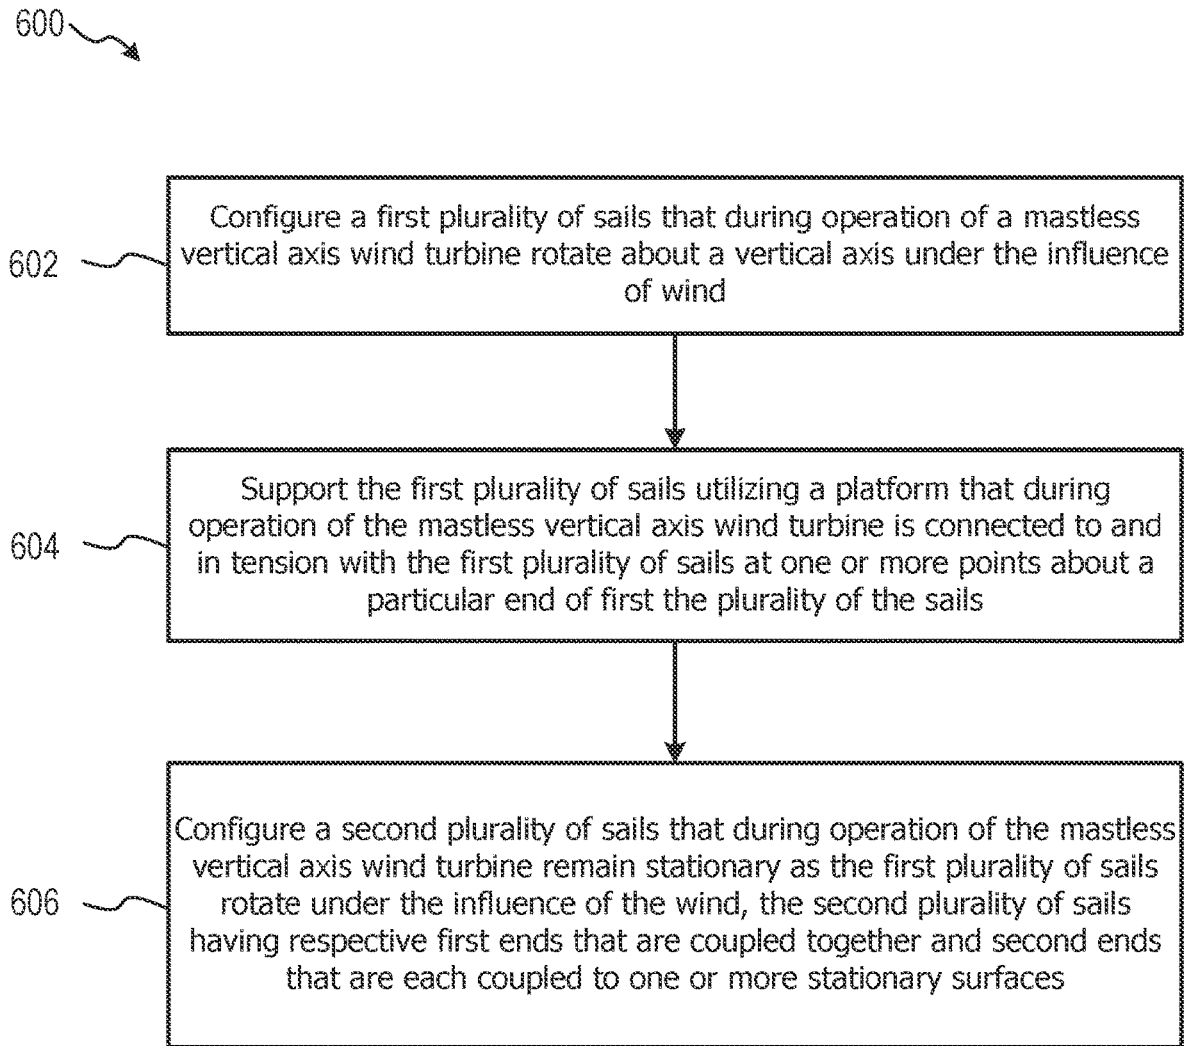 600
602
Configure a first plurality of sails that during operation of a mastless
vertical axis wind turbine rotate about a vertical axis under the influence
of wind
604
Support the first plurality of sails utilizing a platform that during
operation of the mastless vertical axis wind turbine is connected to and
in tension with the first plurality of sails at one or more points about a
particular end of first the plurality of the sails
606
Configure a second plurality of sails that during operation of the mastless
vertical axis wind turbine remain stationary as the first plurality of sails
rotate under the influence of the wind, the second plurality of sails
having respective first ends that are coupled together and second ends
that are each coupled to one or more stationary surfaces